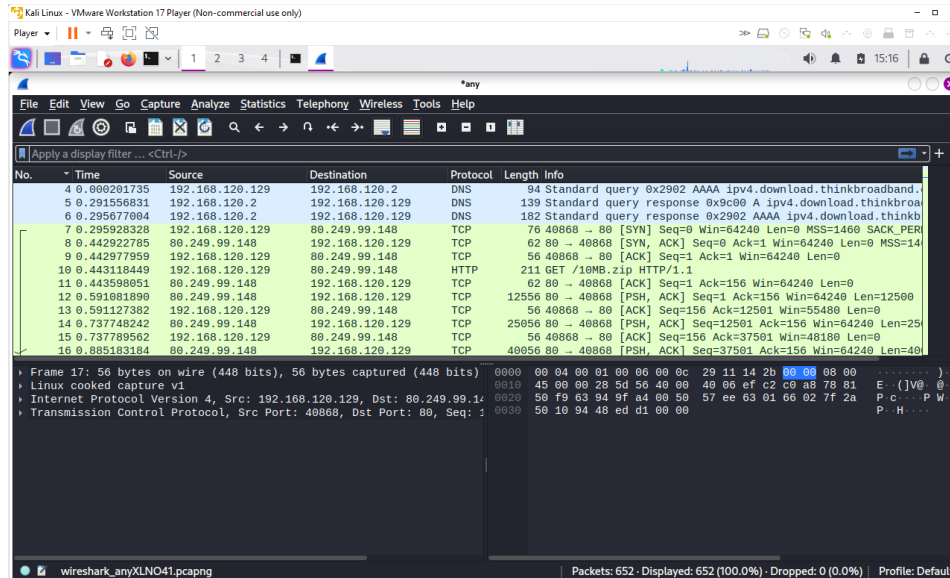 Kali Linux - VMware Workstation 17 Player (Non-commercial use only)
Player
1 2 3 4 15:16
*any
File Edit View Go Capture Analyze Statistics Telephony Wireless Tools Help
Apply a display filter ... <Ctrl-/>
No. Time Source Destination Protocol Length Info
4 0.000201735 192.168.120.129 192.168.120.2 DNS 94 Standard query 0x2902 AAAA ipv4.download.thinkbroadband.
5 0.291556831 192.168.120.2 192.168.120.129 DNS 139 Standard query response 0x9c00 A ipv4.download.thinkbroa
6 0.295677004 192.168.120.2 192.168.120.129 DNS 182 Standard query response 0x2902 AAAA ipv4.download.thinkb
7 0.295928328 192.168.120.129 80.249.99.148 TCP 76 40868 → 80 [SYN] Seq=0 Win=64240 Len=0 MSS=1460 SACK_PER
8 0.442922785 80.249.99.148 192.168.120.129 TCP 62 80 → 40868 [SYN, ACK] Seq=0 Ack=1 Win=64240 Len=0 MSS=14
9 0.442977959 192.168.120.129 80.249.99.148 TCP 56 40868 → 80 [ACK] Seq=1 Ack=1 Win=64240 Len=0
10 0.443118449 192.168.120.129 80.249.99.148 HTTP 211 GET /10MB.zip HTTP/1.1
11 0.443598051 80.249.99.148 192.168.120.129 TCP 62 80 → 40868 [ACK] Seq=1 Ack=156 Win=64240 Len=0
12 0.591081890 80.249.99.148 192.168.120.129 TCP 12556 80 → 40868 [PSH, ACK] Seq=1 Ack=156 Win=64240 Len=12500
13 0.591127382 192.168.120.129 80.249.99.148 TCP 56 40868 → 80 [ACK] Seq=156 Ack=12501 Win=55480 Len=0
14 0.737748242 80.249.99.148 192.168.120.129 TCP 25056 80 → 40868 [PSH, ACK] Seq=12501 Ack=156 Win=64240 Len=25
15 0.737789562 192.168.120.129 80.249.99.148 TCP 56 40868 → 80 [ACK] Seq=156 Ack=37501 Win=48180 Len=0
16 0.885183184 80.249.99.148 192.168.120.129 TCP 40056 80 → 40868 [PSH, ACK] Seq=37501 Ack=156 Win=64240 Len=40
Frame 17: 56 bytes on wire (448 bits), 56 bytes captured (448 bits) 0000 00 04 00 01 00 06 00 0c 29 11 14 2b 00 00 08 00 ········ )·
Linux cooked capture v1 0010 45 00 00 28 5d 56 40 00 40 06 ef c2 c0 a8 78 81 E··(]V@· @·
Internet Protocol Version 4, Src: 192.168.120.129, Dst: 80.249.99.14 0020 50 f9 63 94 9f a4 00 50 57 ee 63 01 66 02 7f 2a P·c····P W·
Transmission Control Protocol, Src Port: 40868, Dst Port: 80, Seq: 1 0030 50 10 94 48 ed d1 00 00 P··H····
wireshark_anyXLNO41.pcapng Packets: 652 · Displayed: 652 (100.0%) · Dropped: 0 (0.0%) Profile: Defaul